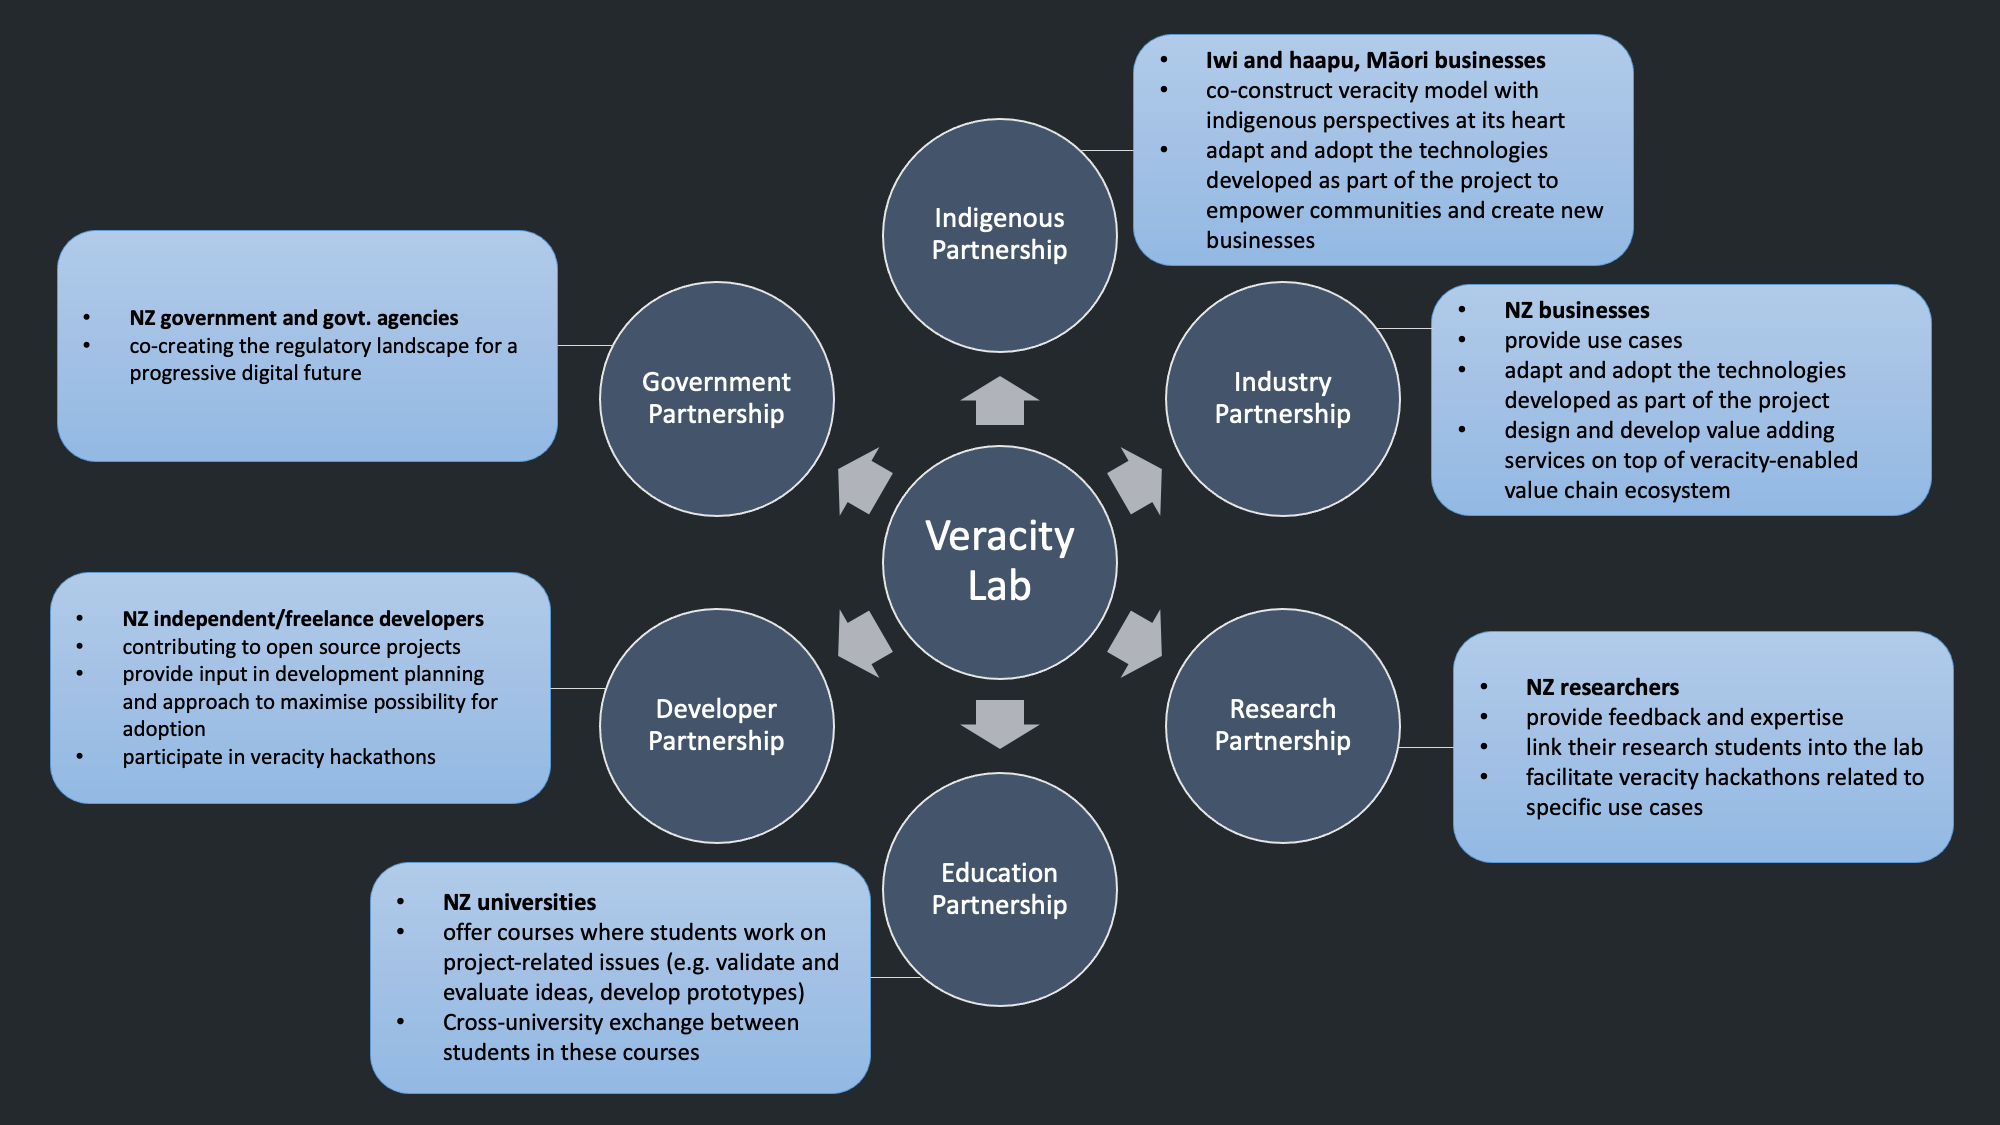 • Iwi and haapu, Māori businesses
• co-construct veracity model with
indigenous perspectives at its heart
• adapt and adopt the technologies
developed as part of the project to
empower communities and create new
businesses
Indigenous
Partnership
• NZ government and govt. agencies
• co-creating the regulatory landscape for a
progressive digital future
Government
Partnership
Industry
Partnership
• NZ businesses
• provide use cases
• adapt and adopt the technologies
developed as part of the project
• design and develop value adding
services on top of veracity-enabled
value chain ecosystem
Veracity
Lab
• NZ independent/freelance developers
• contributing to open source projects
• provide input in development planning
and approach to maximise possibility for
adoption
• participate in veracity hackathons
Developer
Partnership
Research
Partnership
• NZ researchers
• provide feedback and expertise
• link their research students into the lab
• facilitate veracity hackathons related to
specific use cases
Education
Partnership
• NZ universities
• offer courses where students work on
project-related issues (e.g. validate and
evaluate ideas, develop prototypes)
• Cross-university exchange between
students in these courses